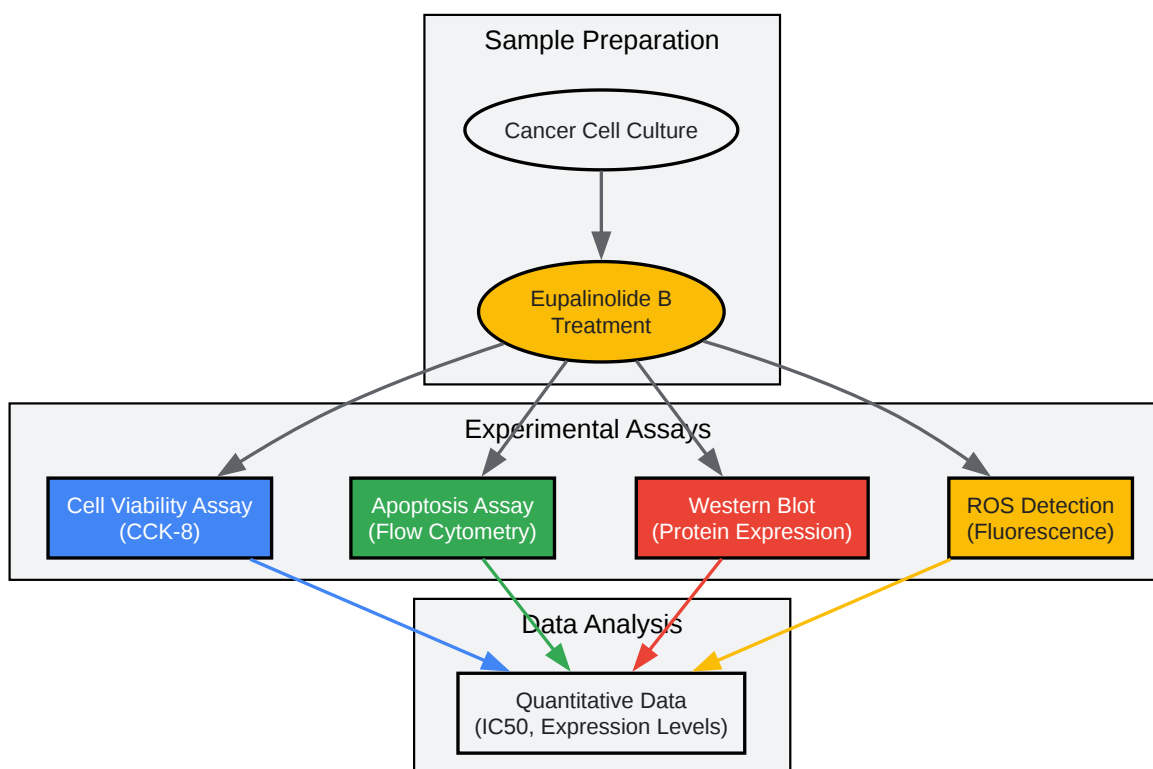 Sample Preparation
Cancer Cell Culture
Eupalinolide B
Treatment
Experimental Assays
Cell Viability Assay
(CCK-8)
Apoptosis Assay
(Flow Cytometry)
Western Blot
(Protein Expression)
ROS Detection
(Fluorescence)
Data Analysis
Quantitative Data
(IC50, Expression Levels)